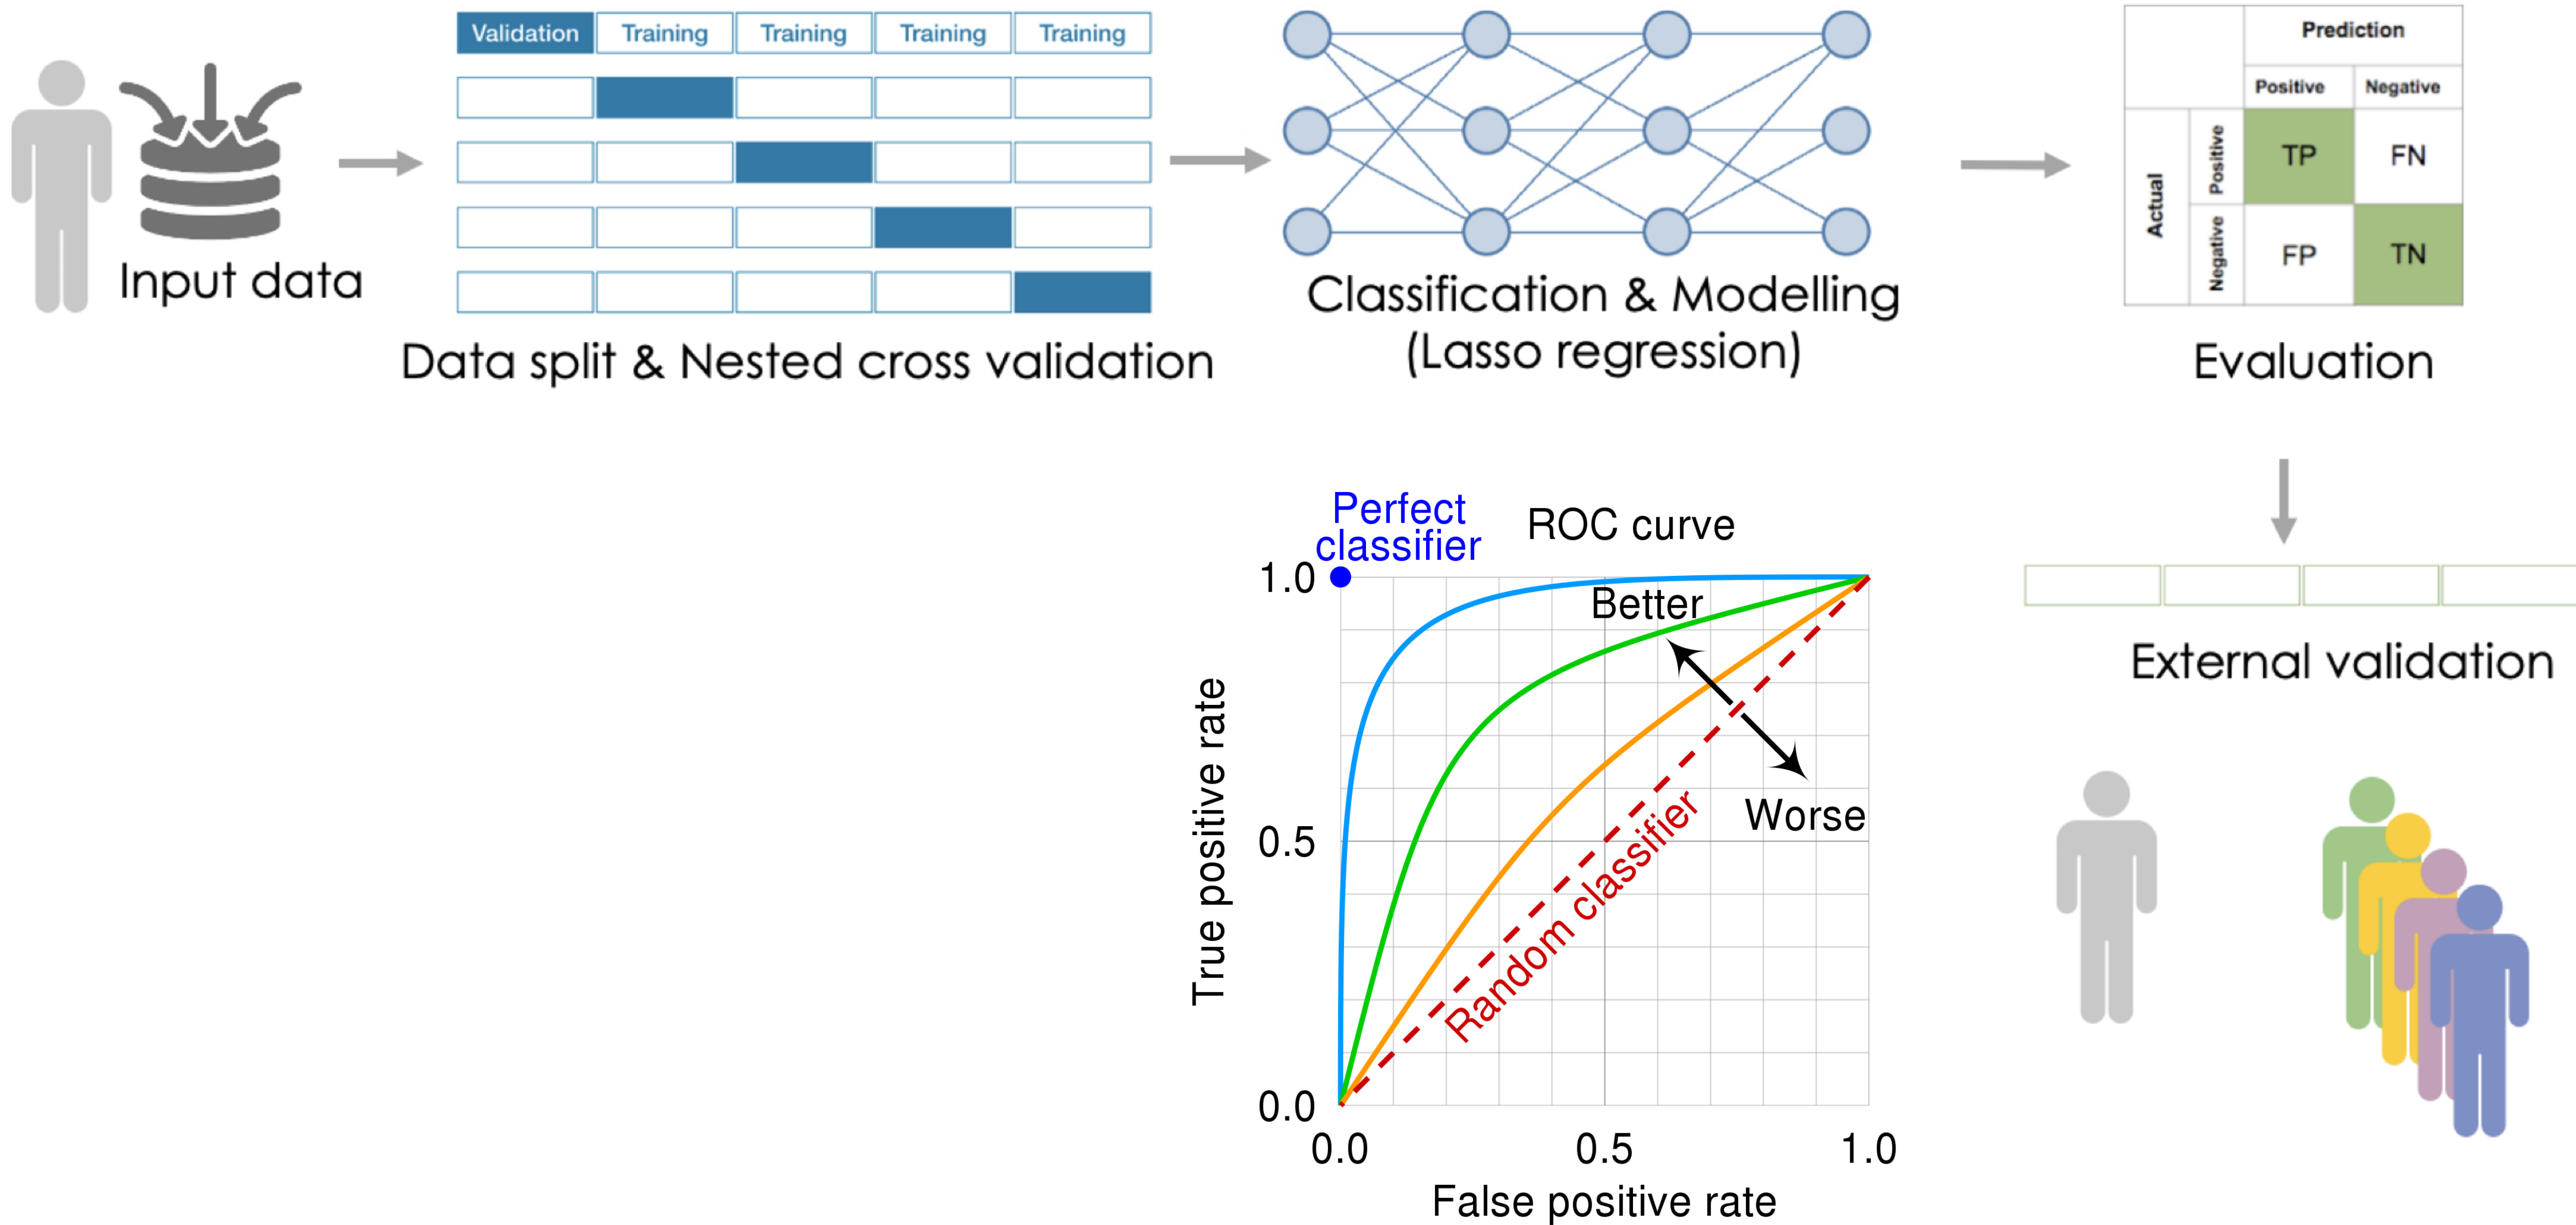 Validation Training Training Training Training
Input data
Data split & Nested cross validation
Classification & Modelling
(Lasso regression)
Prediction
Positive Negative
Actual
Positive
TP FN
Negative
FP TN
Evaluation
External validation
Perfect
classifier
ROC curve
1.0
Better
True positive rate
0.5
Worse
Random classifier
0.0
0.0 0.5 1.0
False positive rate